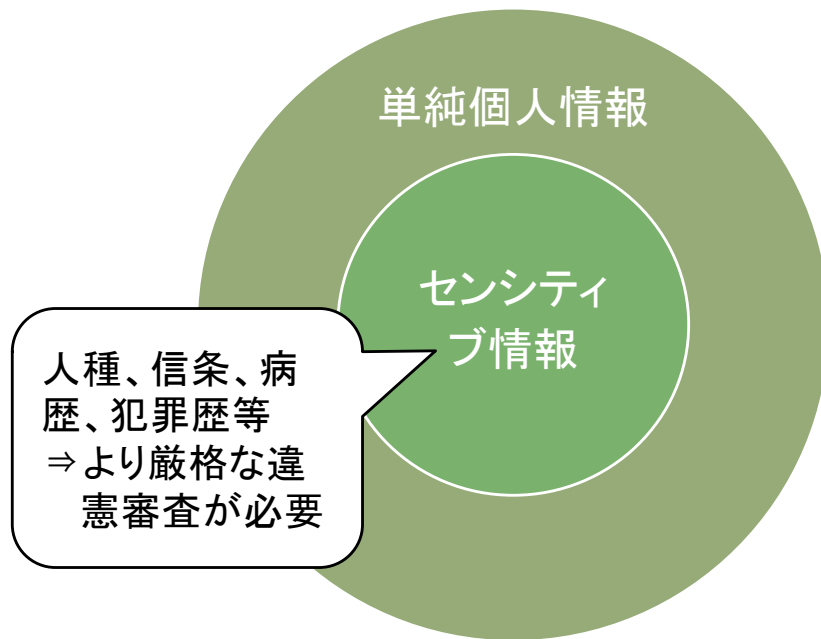 単純個人情報
センシティ
ブ情報
人種、信条、病
歴、犯罪歴等
⇒より厳格な違
憲審査が必要